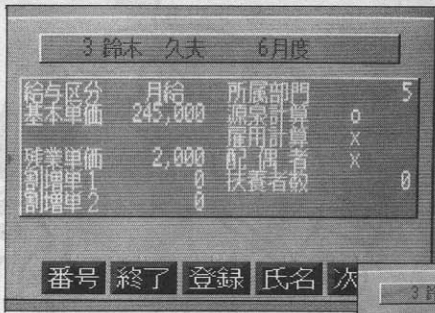 3 鈴木 久夫 6月度
給与区分 月給 所属部門 5
基本単価 245,000 源泉計算 o
雇用計算 x
残業単価 2,000 配偶者 x
割増単1 0 扶養者数 0
割増単2 0
番号 終了 登録 氏名 次
3